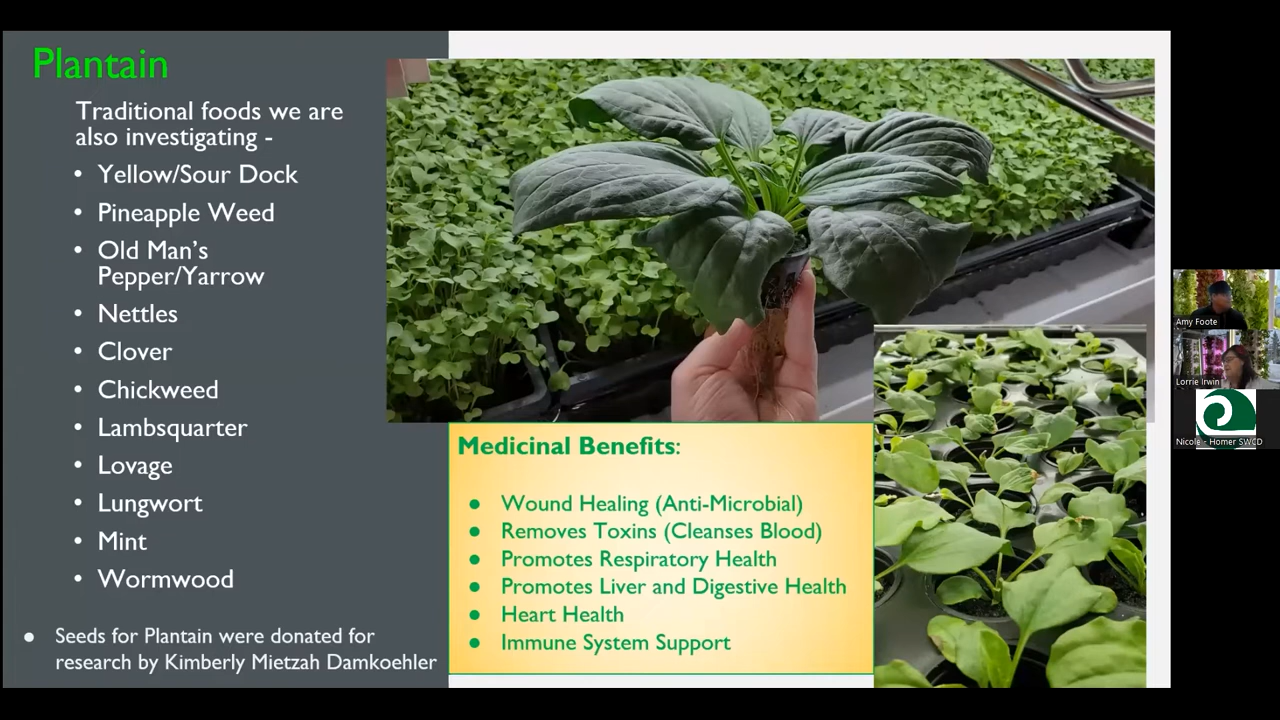 Plantain
Traditional foods we are
also investigating -
• Yellow/Sour Dock
• Pineapple Weed
• Old Man's
Pepper/Yarrow
• Nettles
• Clover
• Chickweed
• Lambsquarter
• Lovage
• Lungwort
• Mint
• Wormwood
● Seeds for Plantain were donated for
research by Kimberly Mietzah Damkoehler
Medicinal Benefits:
● Wound Healing (Anti-Microbial)
● Removes Toxins (Cleanses Blood)
● Promotes Respiratory Health
● Promotes Liver and Digestive Health
● Heart Health
● Immune System Support
Amy Foote
Lorrie Irwin
Nicole - Homer SWCD